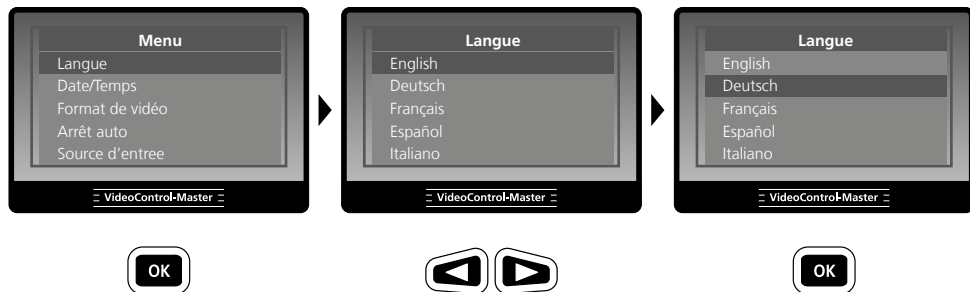 Menu
Langue
Date/Temps
Format de vidéo
Arrêt auto
Source d'entree
VideoControl-Master
OK
Langue
English
Deutsch
Français
Español
Italiano
VideoControl-Master
Langue
English
Deutsch
Français
Español
Italiano
VideoControl-Master
OK